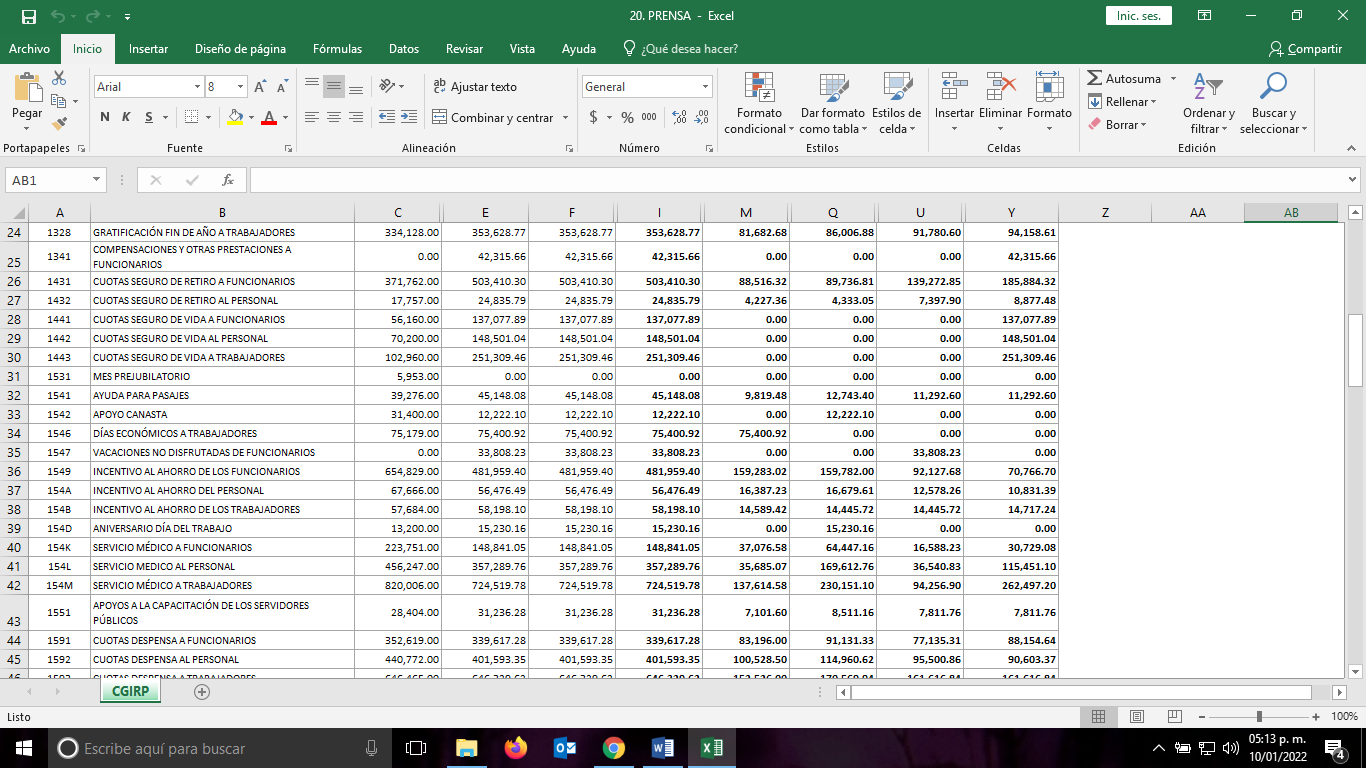 20. PRENSA - Excel
Inic. ses.
Archivo Inicio Insertar Diseño de página Fórmulas Datos Revisar Vista Ayuda ¿Qué desea hacer? Compartir
Pegar
Arial 8 A A
N K S A
ab Ajustar texto
Combinar y centrar
General
$ % 000
Formato condicional
Dar formato como tabla
Estilos de celda
Insertar Eliminar Formato
Autosuma
Rellenar
Borrar
Ordenar y filtrar
Buscar y seleccionar
Portapapeles Fuente Alineación Número Estilos Celdas Edición
AB1 fx
A B C E F I M Q U Y Z AA AB
24 1328 GRATIFICACIÓN FIN DE AÑO A TRABAJADORES 334,128.00 353,628.77 353,628.77 353,628.77 81,682.68 86,006.88 91,780.60 94,158.61
25 1341 COMPENSACIONES Y OTRAS PRESTACIONES A FUNCIONARIOS 0.00 42,315.66 42,315.66 42,315.66 0.00 0.00 0.00 42,315.66
26 1431 CUOTAS SEGURO DE RETIRO A FUNCIONARIOS 371,762.00 503,410.30 503,410.30 503,410.30 88,516.32 89,736.81 139,272.85 185,884.32
27 1432 CUOTAS SEGURO DE RETIRO AL PERSONAL 17,757.00 24,835.79 24,835.79 24,835.79 4,227.36 4,333.05 7,397.90 8,877.48
28 1441 CUOTAS SEGURO DE VIDA A FUNCIONARIOS 56,160.00 137,077.89 137,077.89 137,077.89 0.00 0.00 0.00 137,077.89
29 1442 CUOTAS SEGURO DE VIDA AL PERSONAL 70,200.00 148,501.04 148,501.04 148,501.04 0.00 0.00 0.00 148,501.04
30 1443 CUOTAS SEGURO DE VIDA A TRABAJADORES 102,960.00 251,309.46 251,309.46 251,309.46 0.00 0.00 0.00 251,309.46
31 1531 MES PREJUBILATORIO 5,953.00 0.00 0.00 0.00 0.00 0.00 0.00 0.00
32 1541 AYUDA PARA PASAJES 39,276.00 45,148.08 45,148.08 45,148.08 9,819.48 12,743.40 11,292.60 11,292.60
33 1542 APOYO CANASTA 31,400.00 12,222.10 12,222.10 12,222.10 0.00 12,222.10 0.00 0.00
34 1546 DÍAS ECONÓMICOS A TRABAJADORES 75,179.00 75,400.92 75,400.92 75,400.92 75,400.92 0.00 0.00 0.00
35 1547 VACACIONES NO DISFRUTADAS DE FUNCIONARIOS 0.00 33,808.23 33,808.23 33,808.23 0.00 0.00 33,808.23 0.00
36 1549 INCENTIVO AL AHORRO DE LOS FUNCIONARIOS 654,829.00 481,959.40 481,959.40 481,959.40 159,283.02 159,782.00 92,127.68 70,766.70
37 154A INCENTIVO AL AHORRO DEL PERSONAL 67,666.00 56,476.49 56,476.49 56,476.49 16,387.23 16,679.61 12,578.26 10,831.39
38 154B INCENTIVO AL AHORRO DE LOS TRABAJADORES 57,684.00 58,198.10 58,198.10 58,198.10 14,589.42 14,445.72 14,445.72 14,717.24
39 154D ANIVERSARIO DÍA DEL TRABAJO 13,200.00 15,230.16 15,230.16 15,230.16 0.00 15,230.16 0.00 0.00
40 154K SERVICIO MÉDICO A FUNCIONARIOS 223,751.00 148,841.05 148,841.05 148,841.05 37,076.58 64,447.16 16,588.23 30,729.08
41 154L SERVICIO MEDICO AL PERSONAL 456,247.00 357,289.76 357,289.76 357,289.76 35,685.07 169,612.76 36,540.83 115,451.10
42 154M SERVICIO MÉDICO A TRABAJADORES 820,006.00 724,519.78 724,519.78 724,519.78 137,614.58 230,151.10 94,256.90 262,497.20
43 1551 APOYOS A LA CAPACITACIÓN DE LOS SERVIDORES PÚBLICOS 28,404.00 31,236.28 31,236.28 31,236.28 7,101.60 8,511.16 7,811.76 7,811.76
44 1591 CUOTAS DESPENSA A FUNCIONARIOS 352,619.00 339,617.28 339,617.28 339,617.28 83,196.00 91,131.33 77,135.31 88,154.64
45 1592 CUOTAS DESPENSA AL PERSONAL 440,772.00 401,593.35 401,593.35 401,593.35 100,528.50 114,960.62 95,500.86 90,603.37
CGIRP
Listo 100%
Escribe aquí para buscar
05:13 p. m.
10/01/2022
4